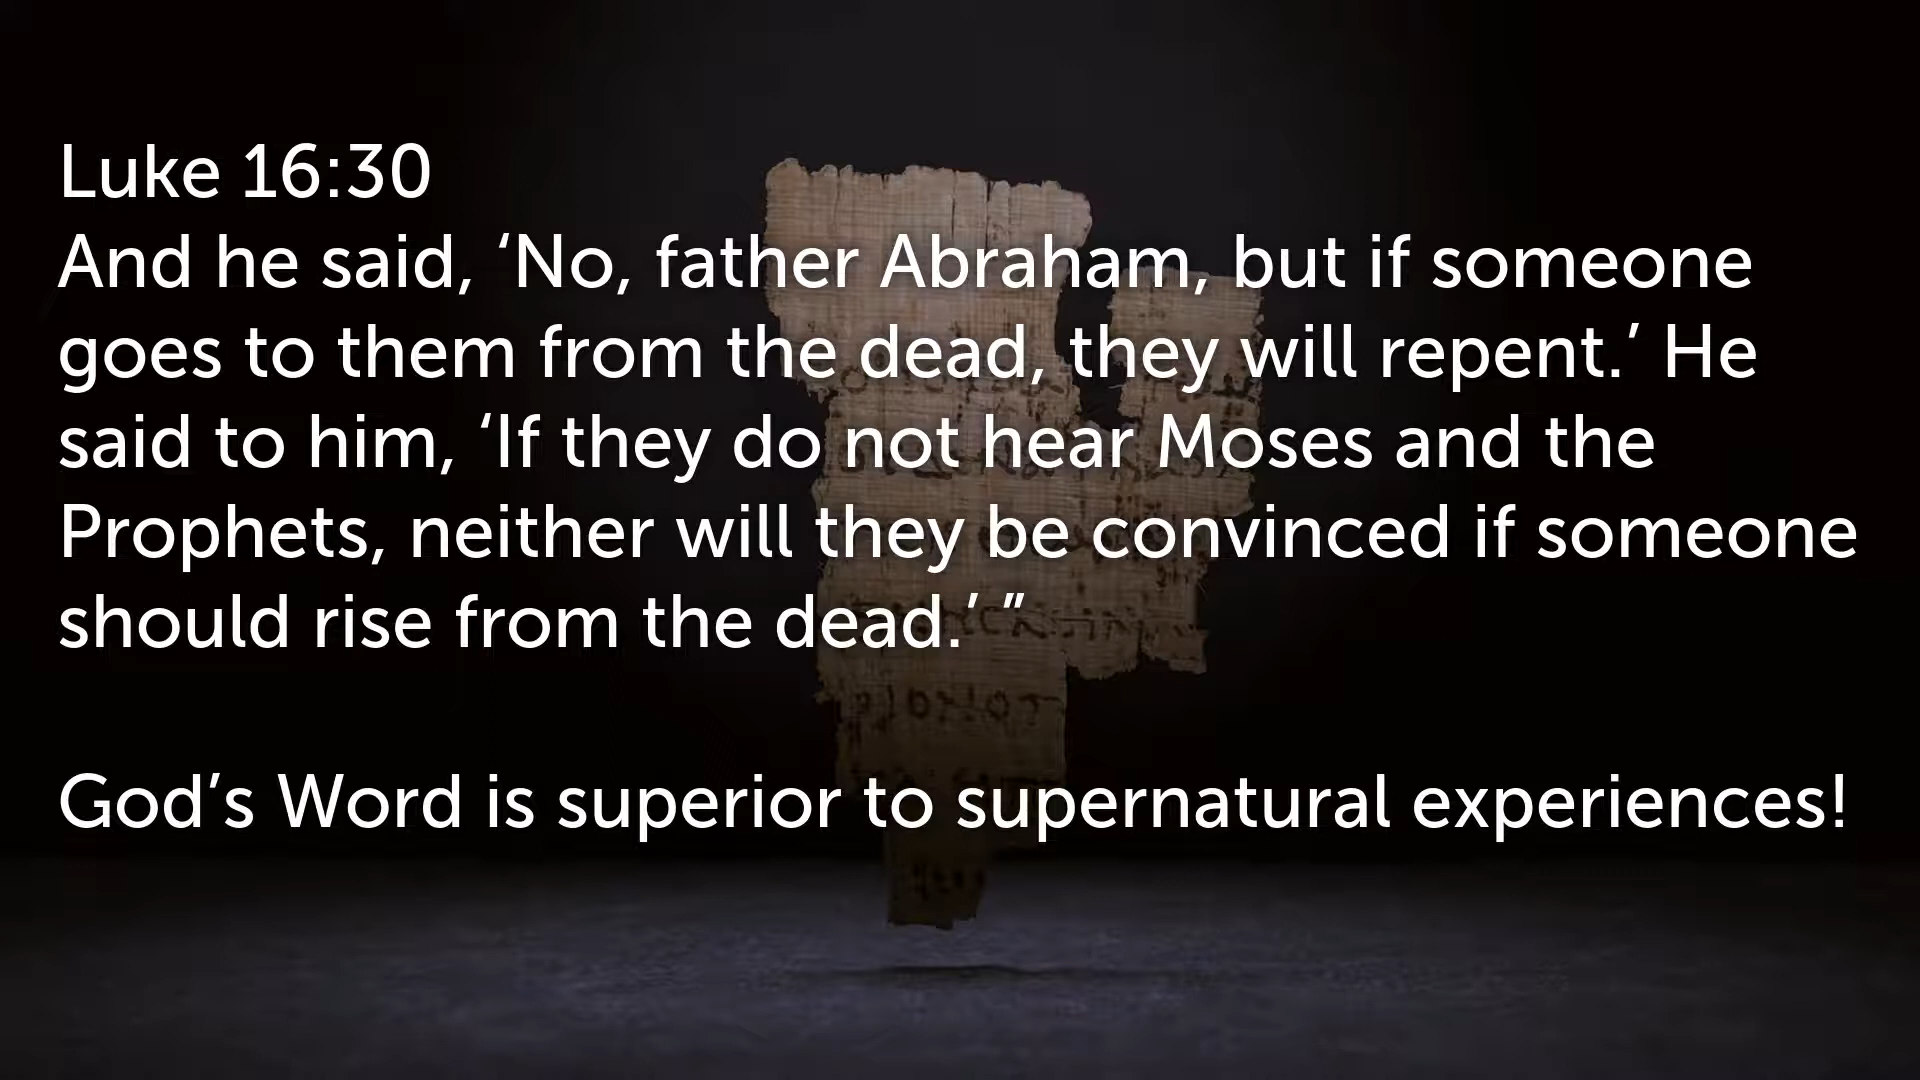 Luke 16:30
And he said, ‘No, father Abraham, but if someone
goes to them from the dead, they will repent.’ He
said to him, ‘If they do not hear Moses and the
Prophets, neither will they be convinced if someone
should rise from the dead.’ ”
God’s Word is superior to supernatural experiences!